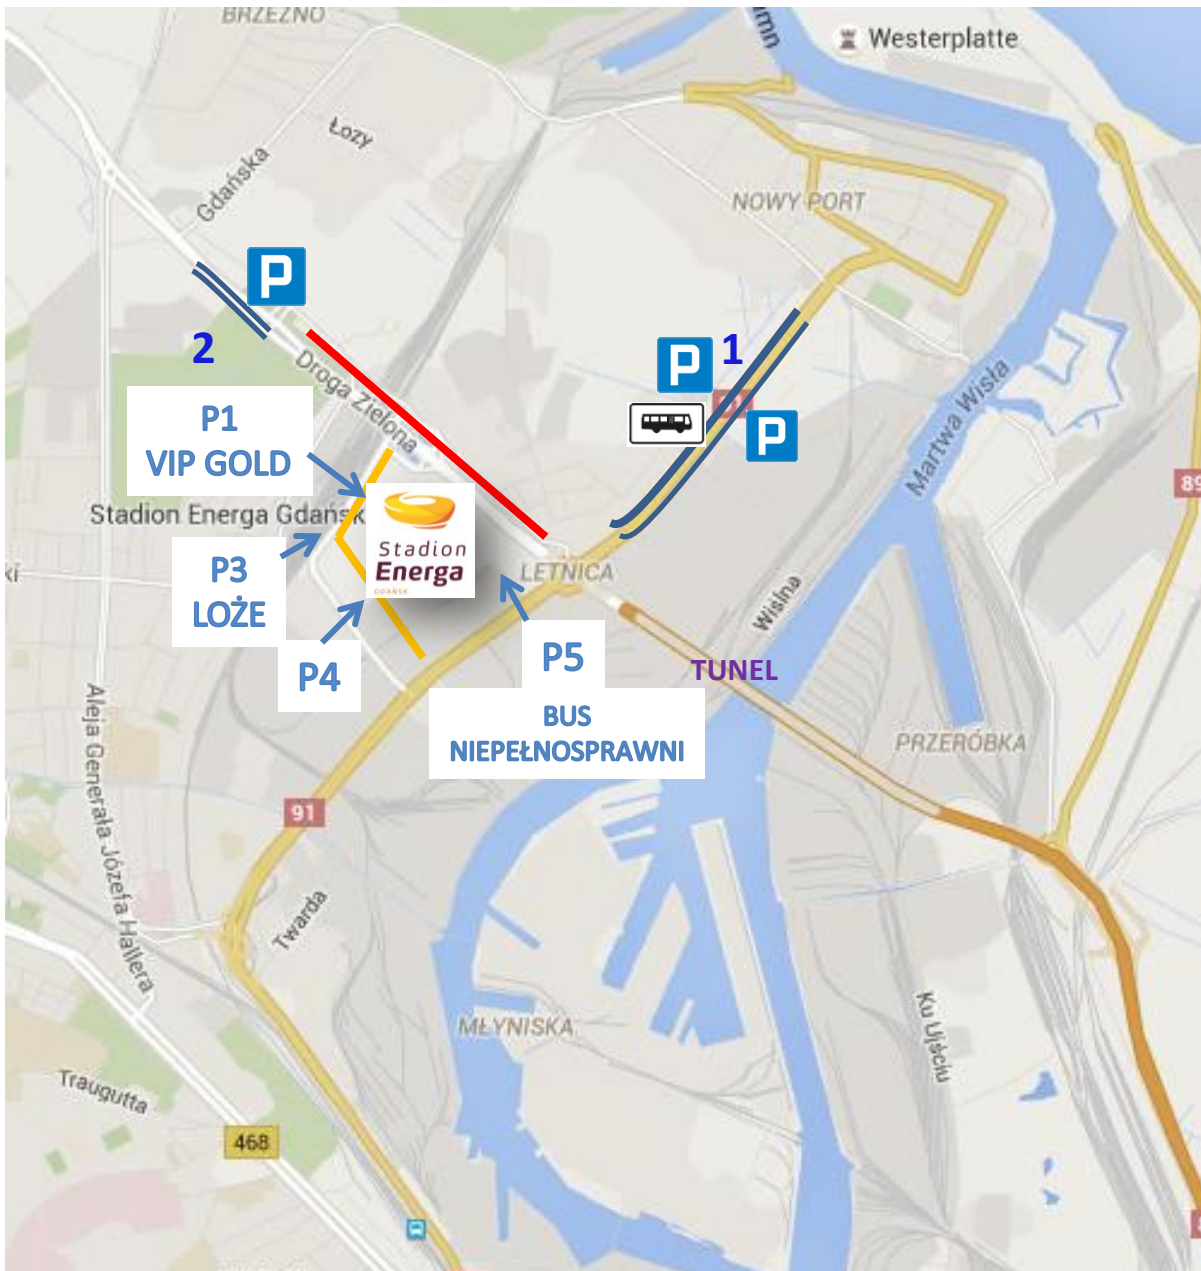 BRZEŹNO
Westerplatte
Łozy
Gdańska
NOWY PORT
P
2
1
P
P
Droga Zielona
P1
VIP GOLD
Martwa Wisła
Stadion Energa Gdańsk
89
Stadion
Energa
GDAŃSK
P3
LOŻE
LETNICA
Wiślna
P4
P5
TUNEL
BUS
NIEPEŁNOSPRAWNI
PRZERÓBKA
Aleja Generała Józefa Hallera
91
Twarda
MŁYNISKA
Ku Ujściu
Traugutta
468